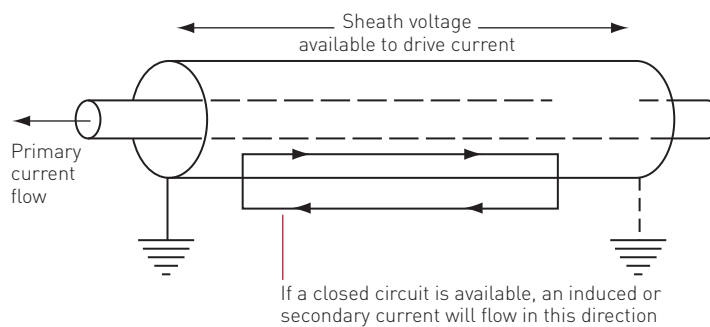 Sheath voltage
available to drive current
Primary
current
flow
If a closed circuit is available, an induced or
secondary current will flow in this direction